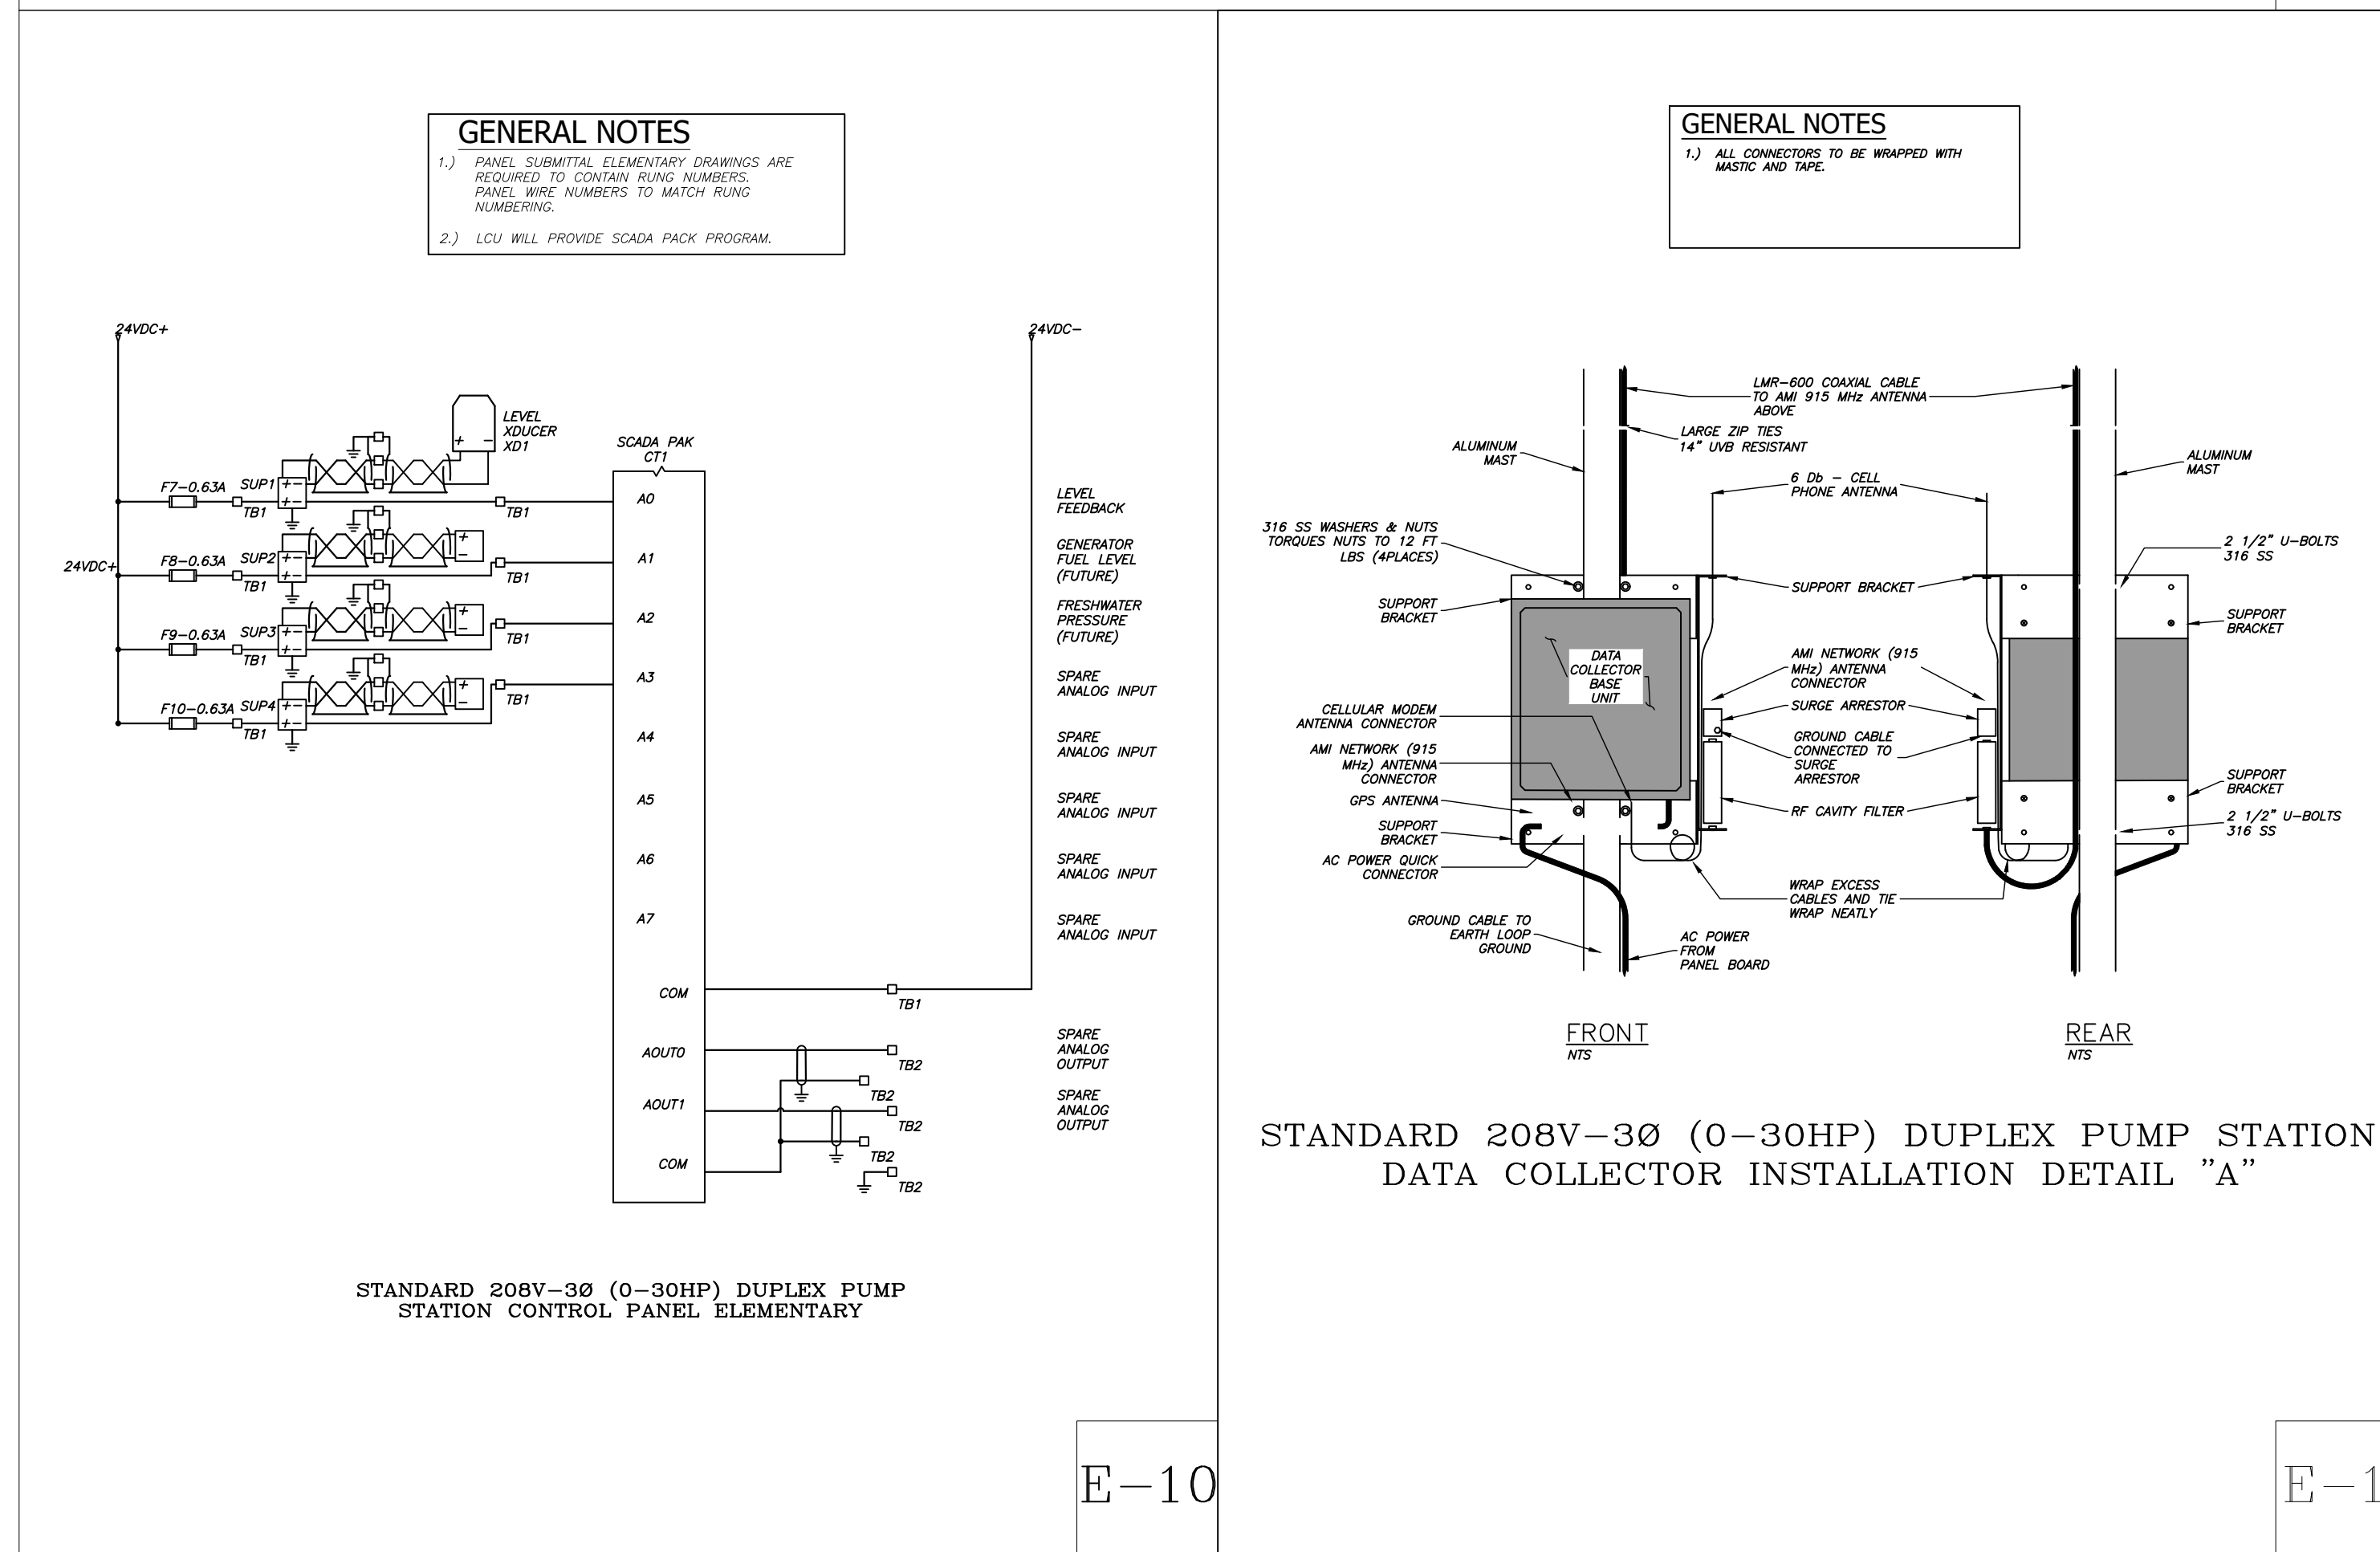 GENERAL NOTES
1.) PANEL SUBMITTAL ELEMENTARY DRAWINGS ARE
REQUIRED TO CONTAIN RUNG NUMBERS.
PANEL WIRE NUMBERS TO MATCH RUNG
NUMBERING.
2.) LCU WILL PROVIDE SCADA PACK PROGRAM.
24VDC+
24VDC-
LEVEL
XDUCER
XD1
+ -
SCADA PAK
CT1
F7-0.63A
SUP1
+-
+-
TB1
TB1
A0
LEVEL
FEEDBACK
24VDC+
F8-0.63A
SUP2
+-
+-
+
-
TB1
TB1
A1
GENERATOR
FUEL LEVEL
(FUTURE)
F9-0.63A
SUP3
+-
+-
+
-
TB1
TB1
A2
FRESHWATER
PRESSURE
(FUTURE)
F10-0.63A
SUP4
+-
+-
+
-
TB1
TB1
A3
SPARE
ANALOG INPUT
A4
SPARE
ANALOG INPUT
A5
SPARE
ANALOG INPUT
A6
SPARE
ANALOG INPUT
A7
SPARE
ANALOG INPUT
COM
TB1
AOUT0
TB2
SPARE
ANALOG
OUTPUT
TB2
AOUT1
TB2
SPARE
ANALOG
OUTPUT
TB2
COM
TB2
STANDARD 208V-3Ø (0-30HP) DUPLEX PUMP
STATION CONTROL PANEL ELEMENTARY
E-10
GENERAL NOTES
1.) ALL CONNECTORS TO BE WRAPPED WITH
MASTIC AND TAPE.
LMR-600 COAXIAL CABLE
TO AMI 915 MHz ANTENNA
ABOVE
LARGE ZIP TIES
14" UVB RESISTANT
ALUMINUM
MAST
ALUMINUM
MAST
6 Db - CELL
PHONE ANTENNA
316 SS WASHERS & NUTS
TORQUES NUTS TO 12 FT
LBS (4PLACES)
2 1/2" U-BOLTS
316 SS
SUPPORT BRACKET
SUPPORT
BRACKET
SUPPORT
BRACKET
DATA
COLLECTOR
BASE
UNIT
AMI NETWORK (915
MHz) ANTENNA
CONNECTOR
SURGE ARRESTOR
CELLULAR MODEM
ANTENNA CONNECTOR
GROUND CABLE
CONNECTED TO
SURGE
ARRESTOR
AMI NETWORK (915
MHz) ANTENNA
CONNECTOR
SUPPORT
BRACKET
GPS ANTENNA
RF CAVITY FILTER
2 1/2" U-BOLTS
316 SS
SUPPORT
BRACKET
AC POWER QUICK
CONNECTOR
WRAP EXCESS
CABLES AND TIE
WRAP NEATLY
GROUND CABLE TO
EARTH LOOP
GROUND
AC POWER
FROM
PANEL BOARD
FRONT
NTS
REAR
NTS
STANDARD 208V-3Ø (0-30HP) DUPLEX PUMP STATION
DATA COLLECTOR INSTALLATION DETAIL "A"
E-1